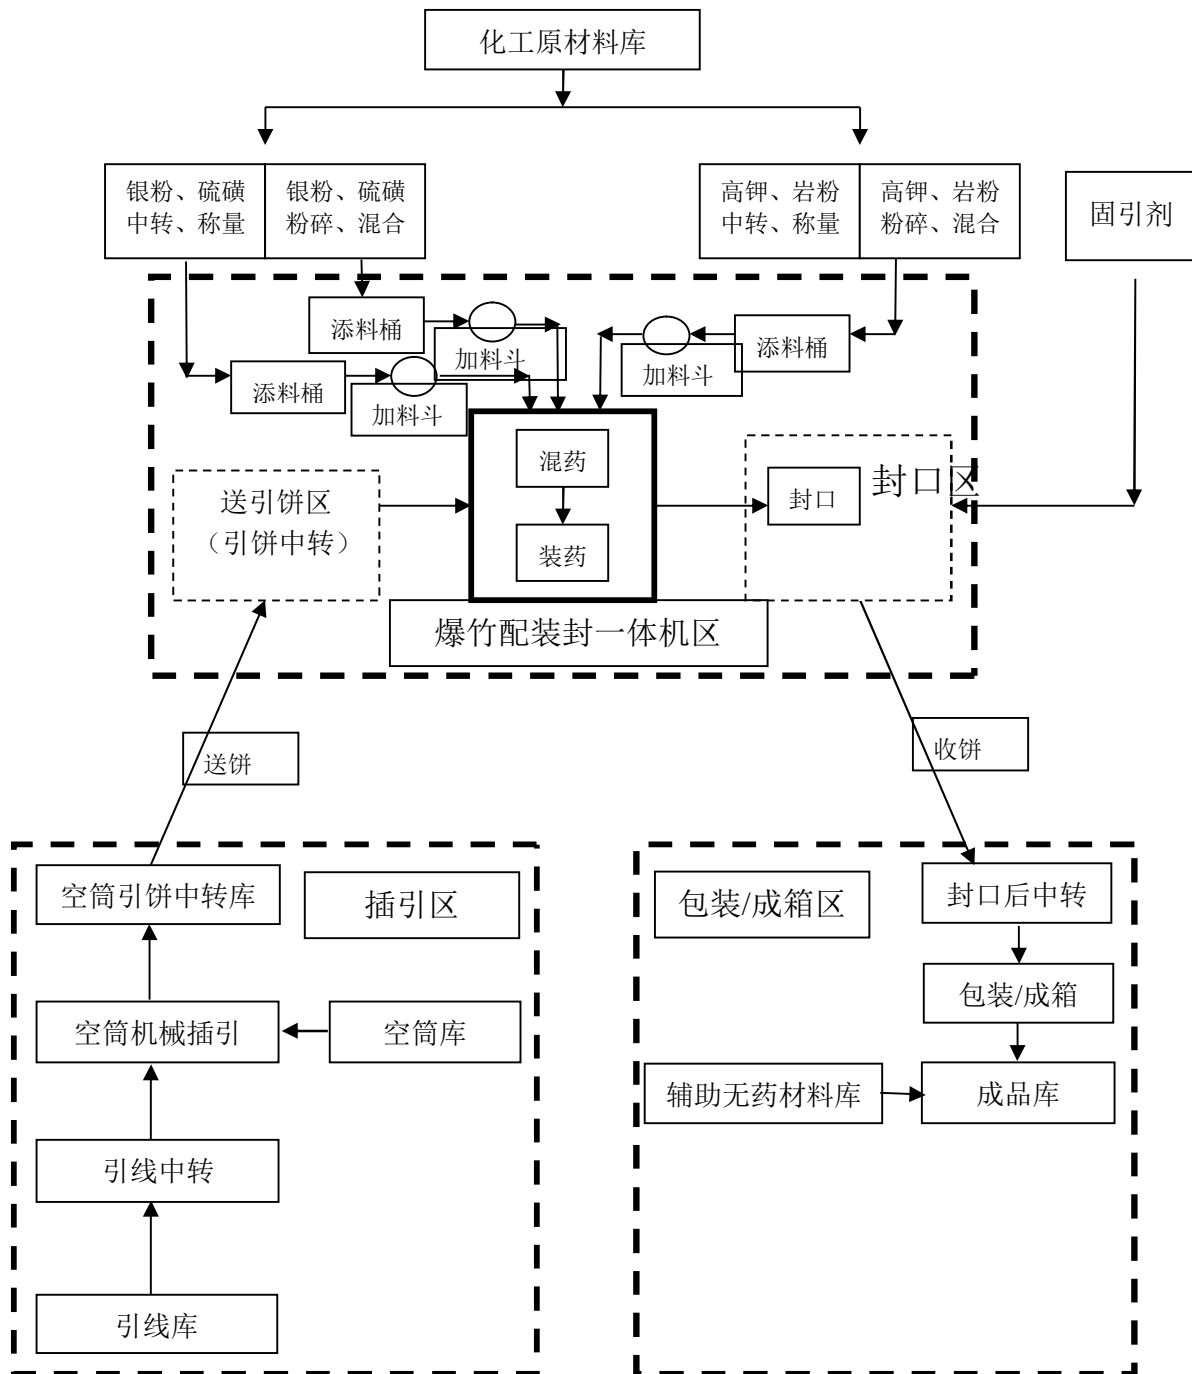 化工原材料库
银粉、硫磺
中转、称量
银粉、硫磺
粉碎、混合
高钾、岩粉
中转、称量
高钾、岩粉
粉碎、混合
固引剂
添料桶
加料斗
添料桶
加料斗
添料桶
加料斗
混药
装药
送引饼区
（引饼中转）
封口
封口区
爆竹配装封一体机区
送饼
收饼
空筒引饼中转库
插引区
空筒机械插引
空筒库
引线中转
引线库
包装/成箱区
封口后中转
包装/成箱
辅助无药材料库
成品库